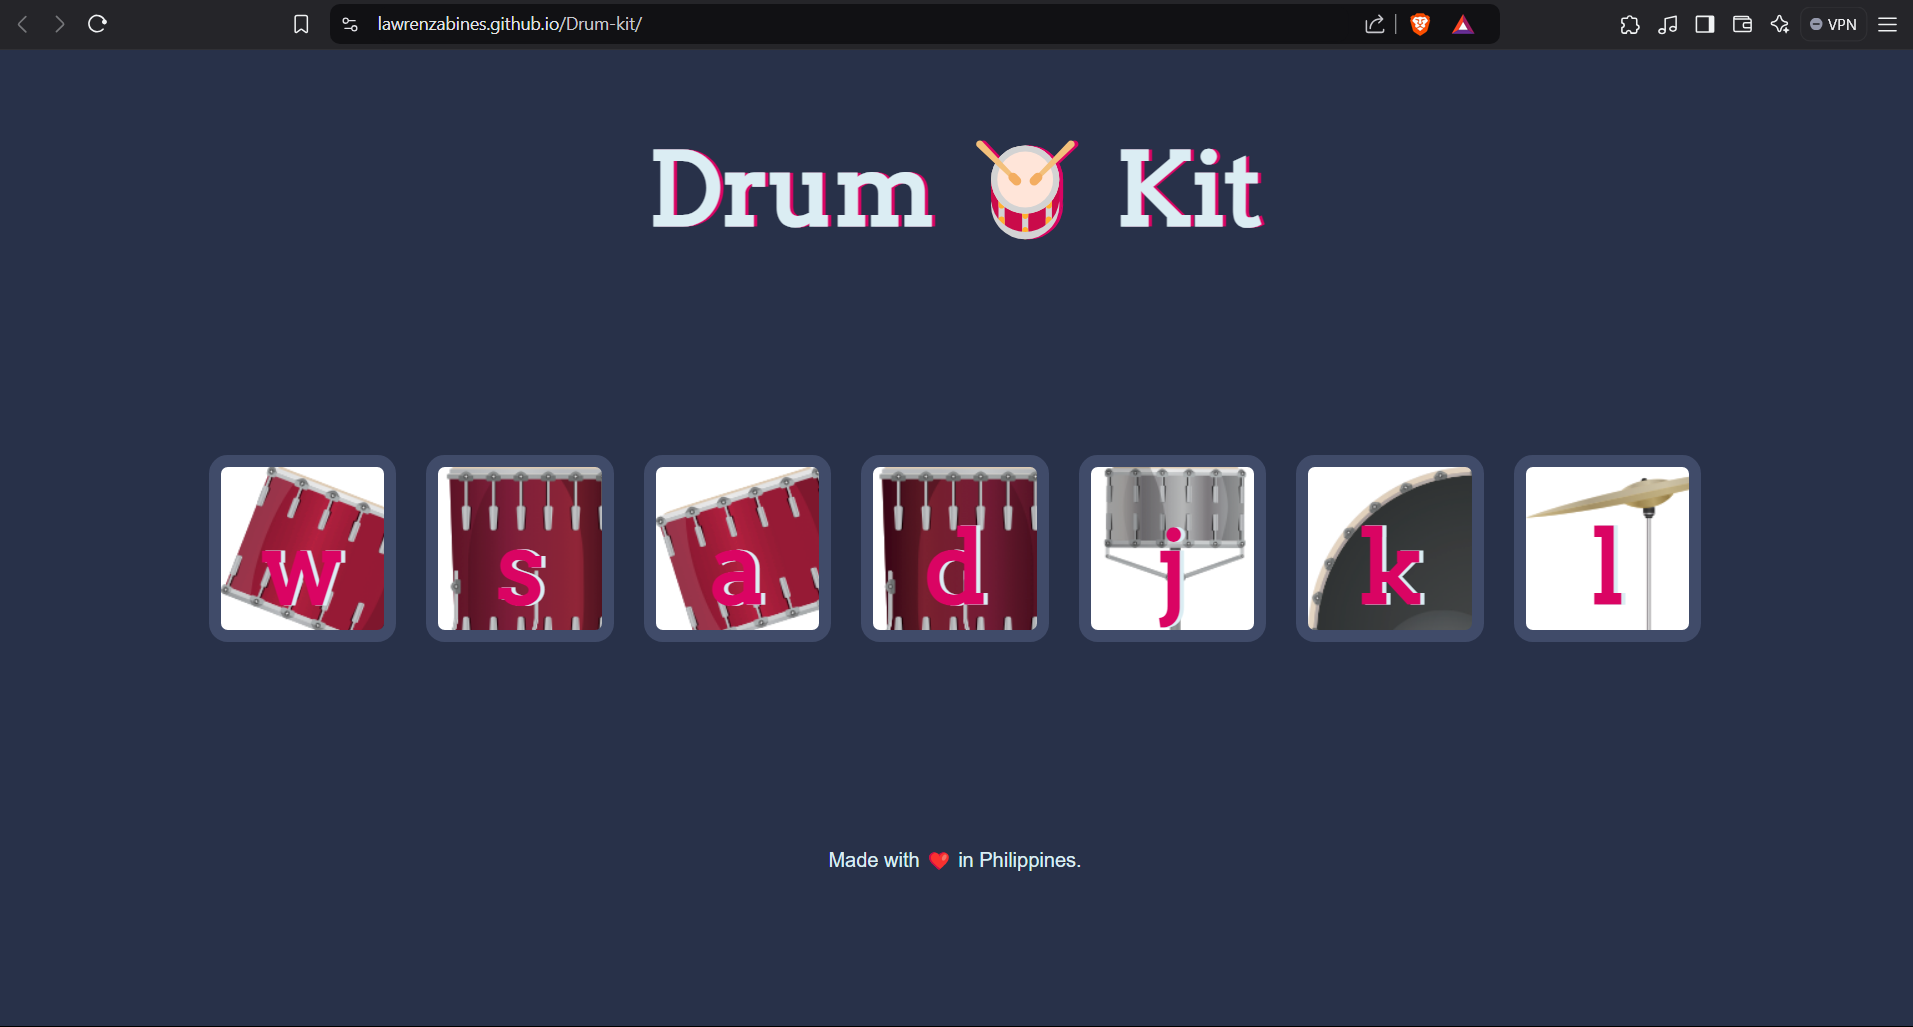 lawrenzabines.github.io/Drum-kit/
VPN
Drum 🥁 Kit
w s a d j k l
Made with ❤️ in Philippines.